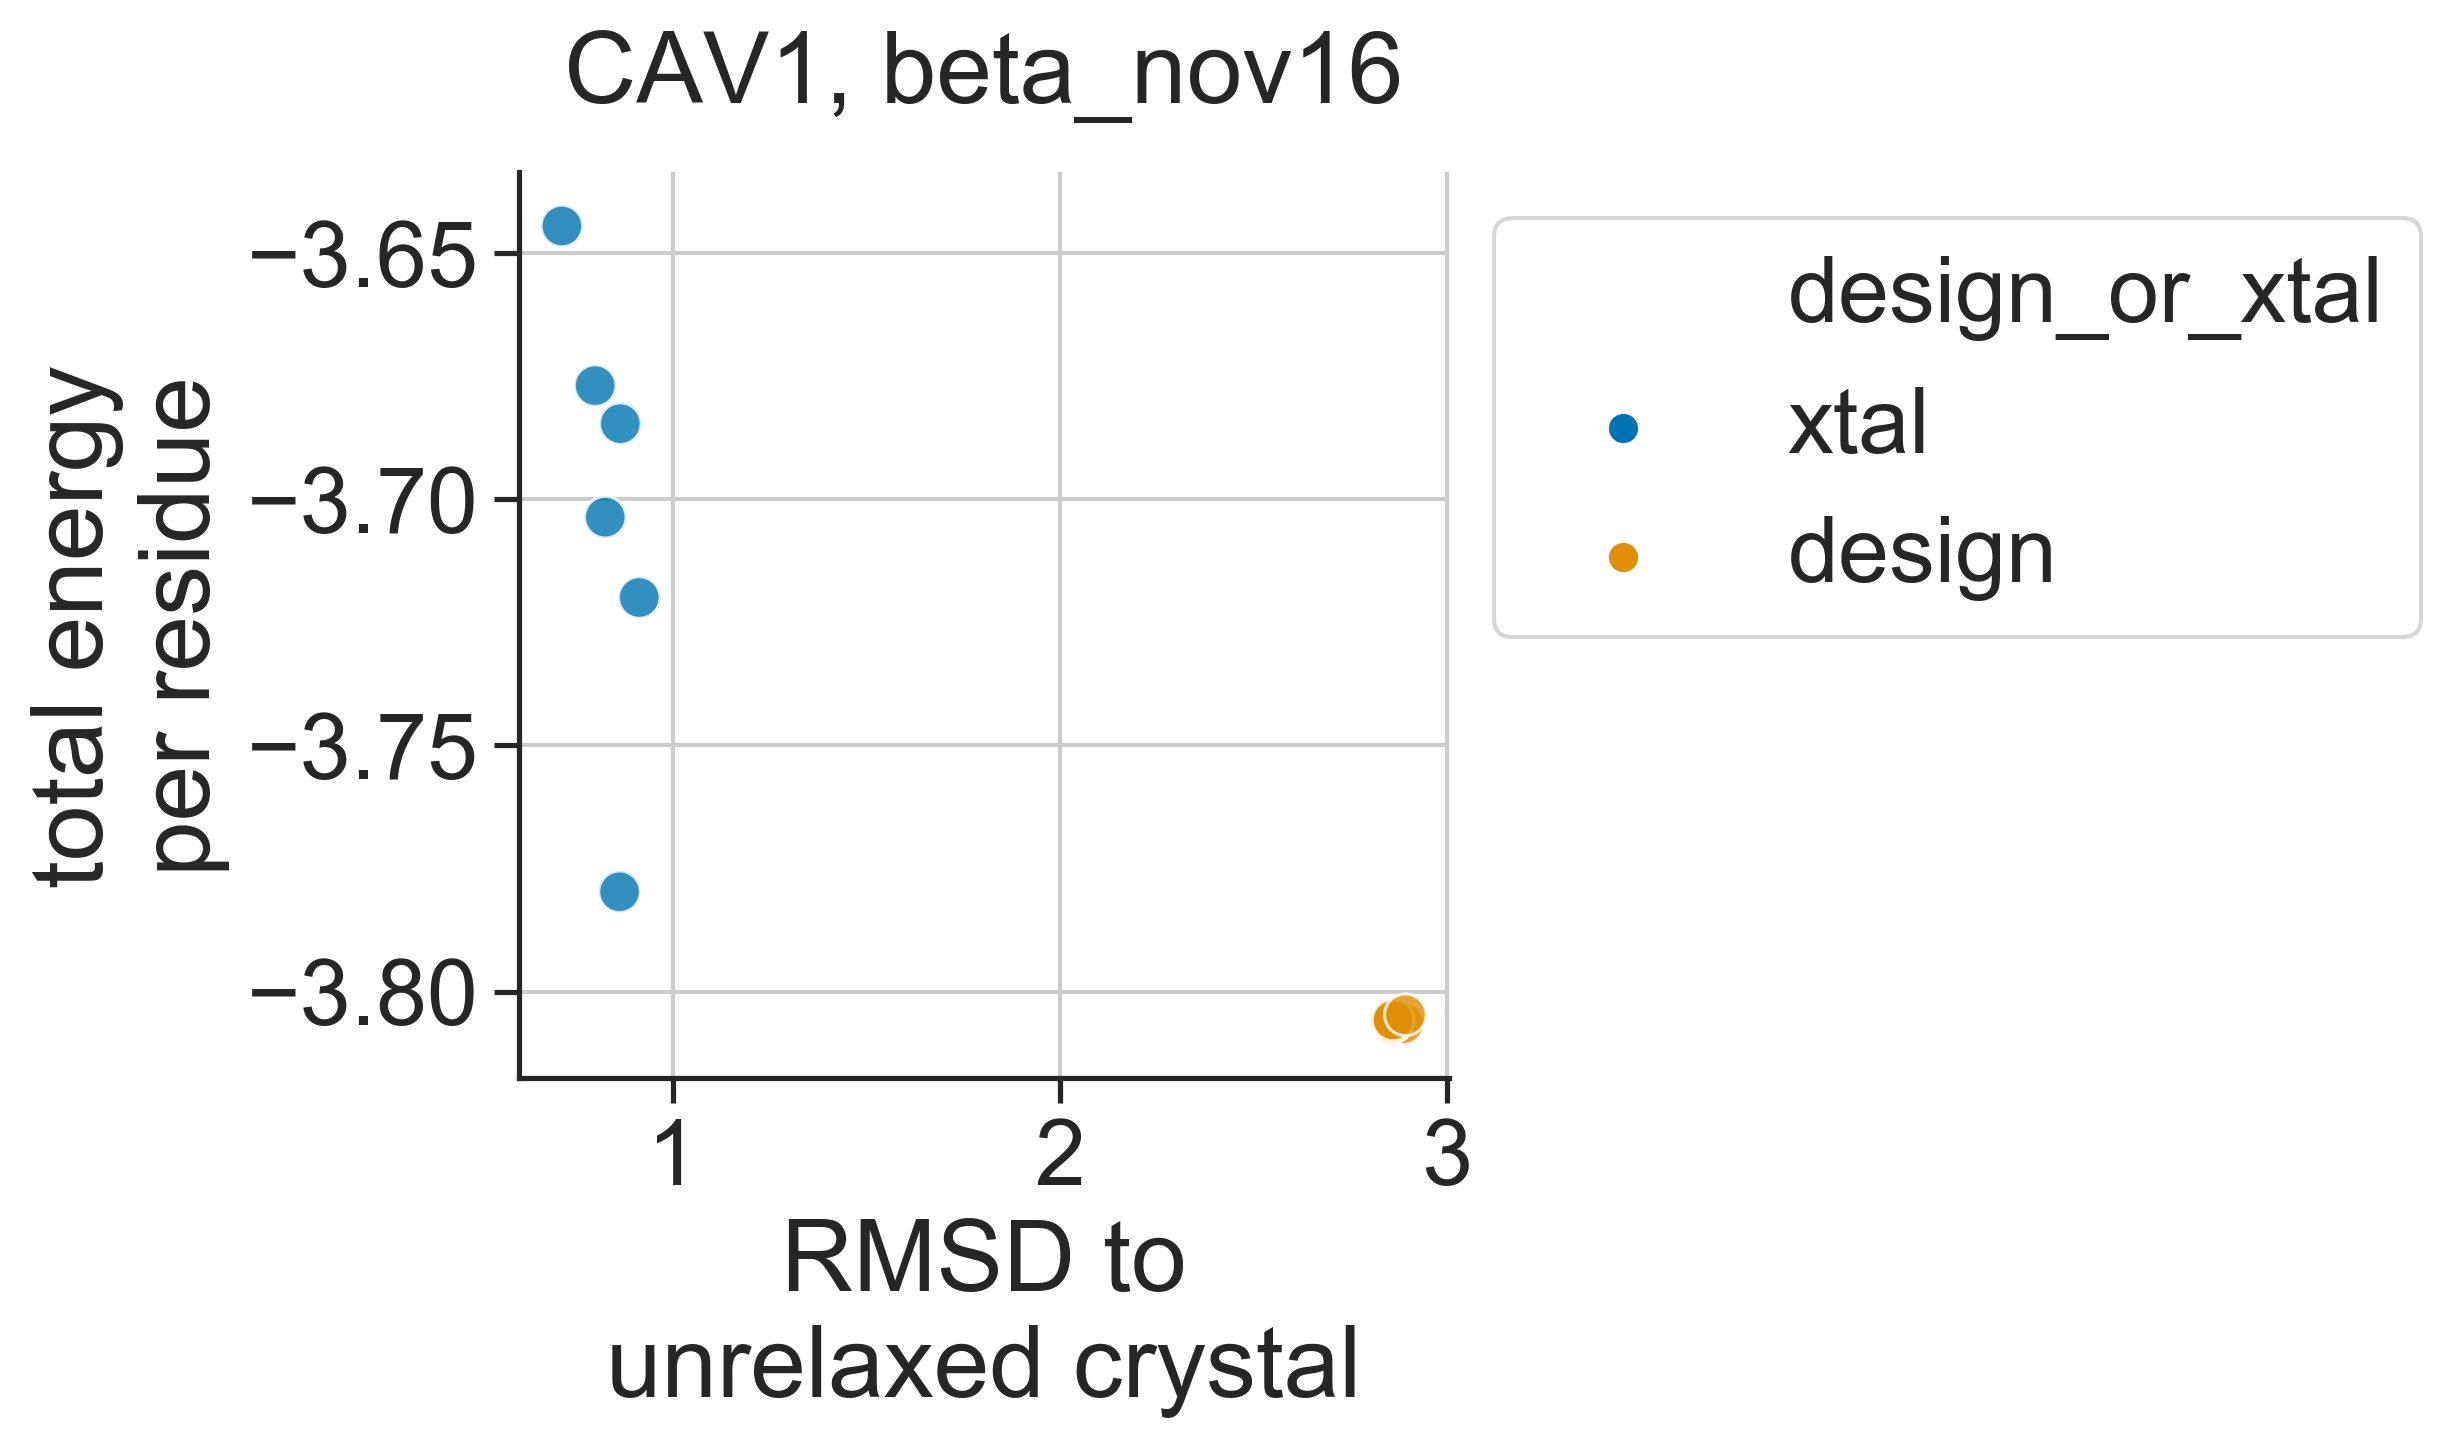 CAV1, beta_nov16
total energy
per residue
−3.65
−3.70
−3.75
−3.80
1 2 3
RMSD to
unrelaxed crystal
design_or_xtal
xtal
design